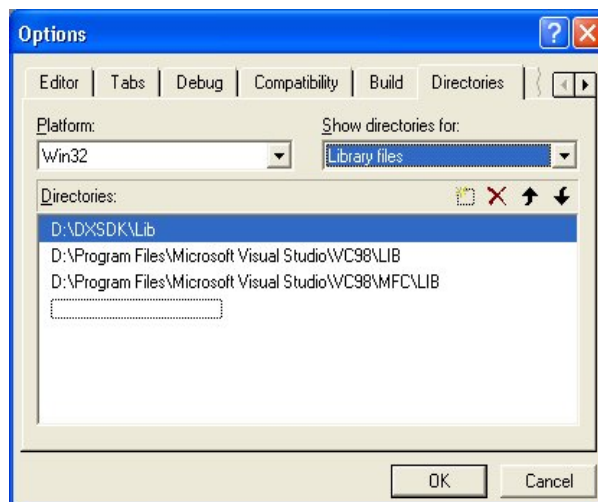 Options
Editor Tabs Debug Compatibility Build Directories
Platform: Show directories for:
Win32 Library files
Directories:
D:\DXSDK\Lib
D:\Program Files\Microsoft Visual Studio\VC98\LIB
D:\Program Files\Microsoft Visual Studio\VC98\MFC\LIB
OK Cancel